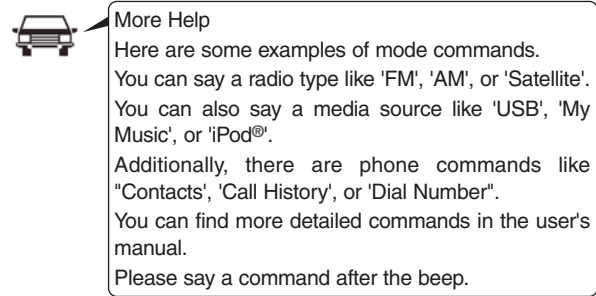 More Help
Here are some examples of mode commands.
You can say a radio type like 'FM', 'AM', or 'Satellite'.
You can also say a media source like 'USB', 'My
Music', or 'iPod®'.
Additionally, there are phone commands like
"Contacts', 'Call History', or 'Dial Number".
You can find more detailed commands in the user's
manual.
Please say a command after the beep.